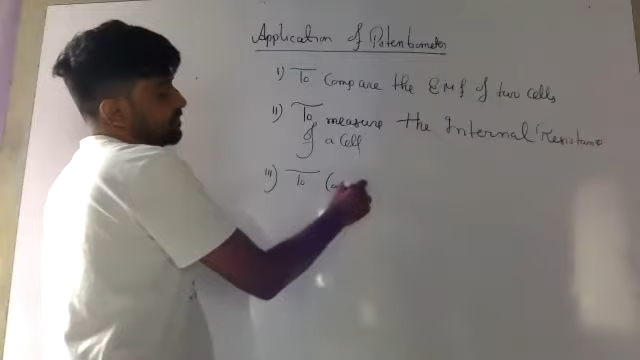 Application of Potentiometer
i) To Compare the EMF of two cells
ii) To measure the Internal Resistance
of a Cell
iii) To